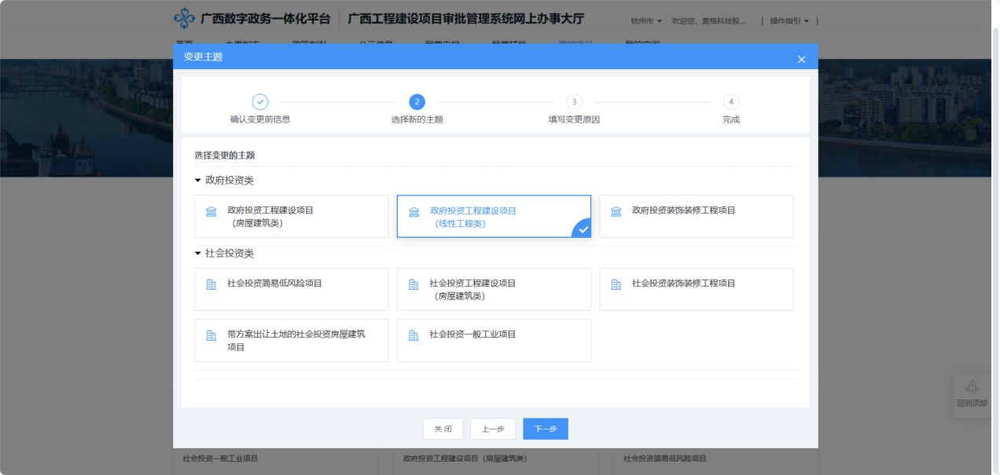 广西数字政务一体化平台 广西工程建设项目审批管理系统网上办事大厅 钦州市 欢迎您，奥格科技股... | 操作指引 |
变更主题
2 3 4
确认变更前信息 选择新的主题 填写变更原因 完成
选择变更的主题
政府投资类
政府投资工程建设项目
（房屋建筑类）
政府投资工程建设项目
（线性工程类）
政府投资装饰装修工程项目
社会投资类
社会投资简易低风险项目
社会投资工程建设项目
（房屋建筑类）
社会投资装饰装修工程项目
带方案出让土地的社会投资房屋建筑
项目
社会投资一般工业项目
回到顶部
关闭 上一步 下一步
社会投资一般工业项目 政府投资工程建设项目（房屋建筑类） 社会投资简易低风险项目